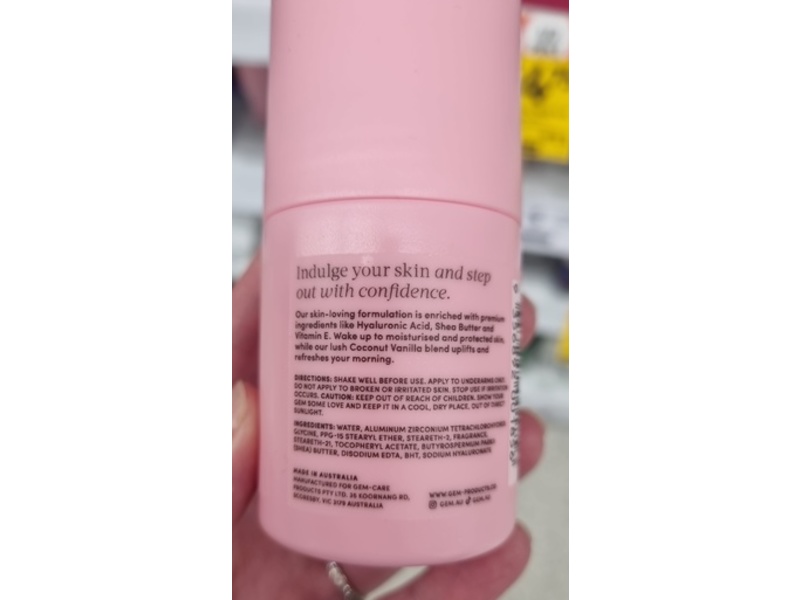 Indulge your skin and step
out with confidence.
Our skin-loving formulation is enriched with premium
ingredients like Hyaluronic Acid, Shea Butter and
Vitamin E. Wake up to moisturised and protected skin,
while our lush Coconut Vanilla blend uplifts and
refreshes your morning.
DIRECTIONS: SHAKE WELL BEFORE USE. APPLY TO UNDERARMS ONLY.
DO NOT APPLY TO BROKEN OR IRRITATED SKIN. STOP USE IF IRRITATION
OCCURS. CAUTION: KEEP OUT OF REACH OF CHILDREN. SHOW YOUR
GEM SOME LOVE AND KEEP IT IN A COOL, DRY PLACE, OUT OF DIRECT
SUNLIGHT.
INGREDIENTS: WATER, ALUMINUM ZIRCONIUM TETRACHLOROHYDREX
GLYCINE, PPG-15 STEARYL ETHER, STEARETH-2, FRAGRANCE,
STEARETH-21, TOCOPHERYL ACETATE, BUTYROSPERMUM PARKII
(SHEA) BUTTER, DISODIUM EDTA, BHT, SODIUM HYALURONATE
MADE IN AUSTRALIA
MANUFACTURED FOR GEM-CARE
PRODUCTS PTY LTD. 35 KOORNANG RD,
SCORESBY, VIC 3179 AUSTRALIA
WWW.GEM-PRODUCTS.CO
GEM.AU GEM.AU